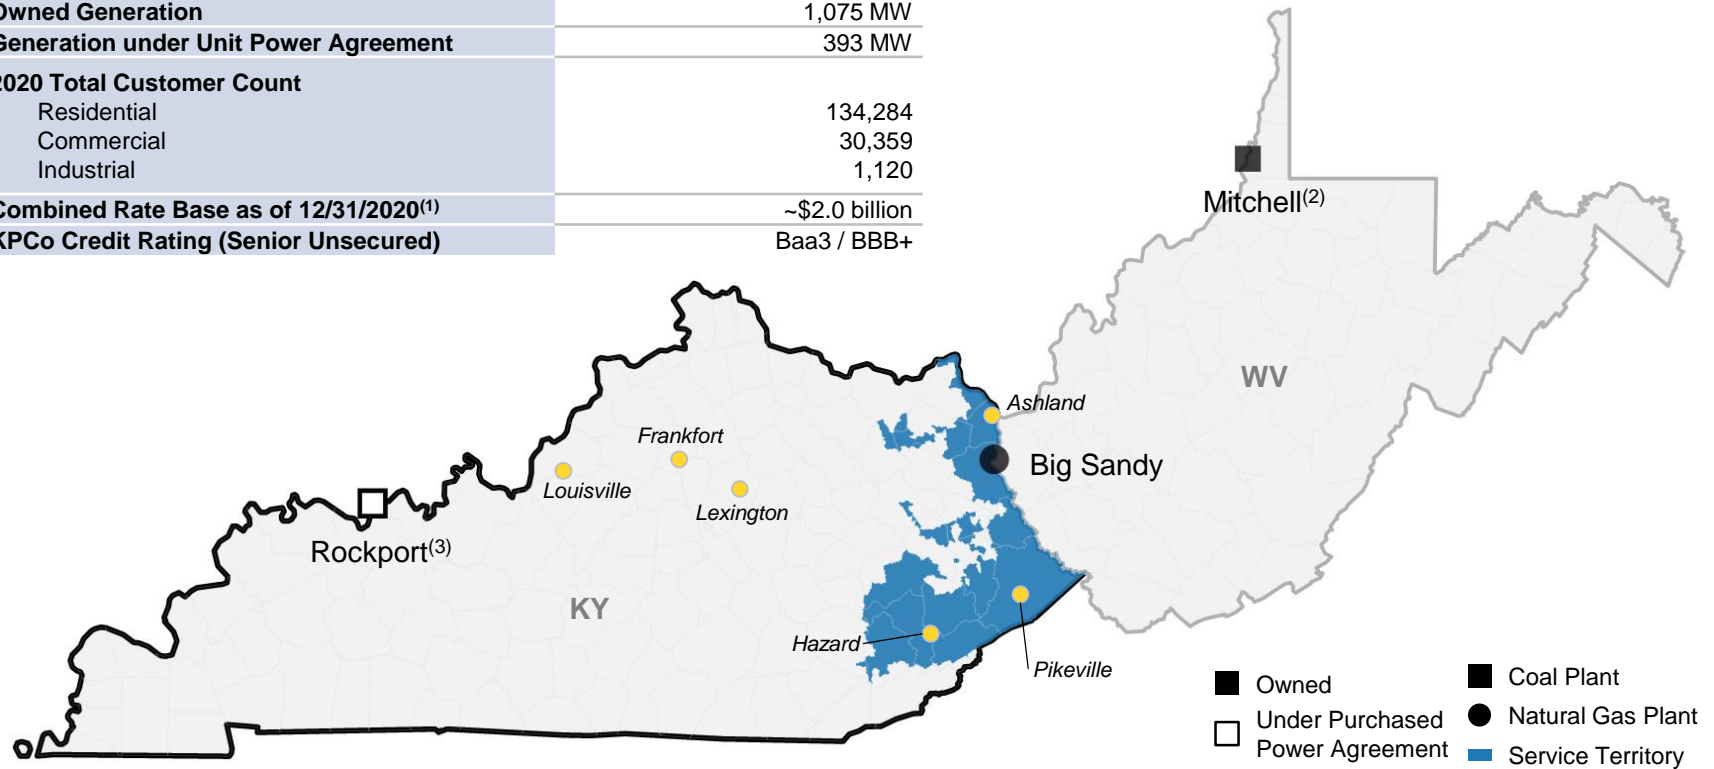 Owned Generation 1,075 MW
Generation under Unit Power Agreement 393 MW
2020 Total Customer Count
Residential 134,284
Commercial 30,359
Industrial 1,120
Combined Rate Base as of 12/31/2020(1) ~$2.0 billion
KPCo Credit Rating (Senior Unsecured) Baa3 / BBB+
Mitchell(2)
WV
Ashland
Frankfort
Big Sandy
Louisville
Lexington
Rockport(3)
KY
Hazard
Pikeville
Owned
Under Purchased
Power Agreement
Coal Plant
Natural Gas Plant
Service Territory